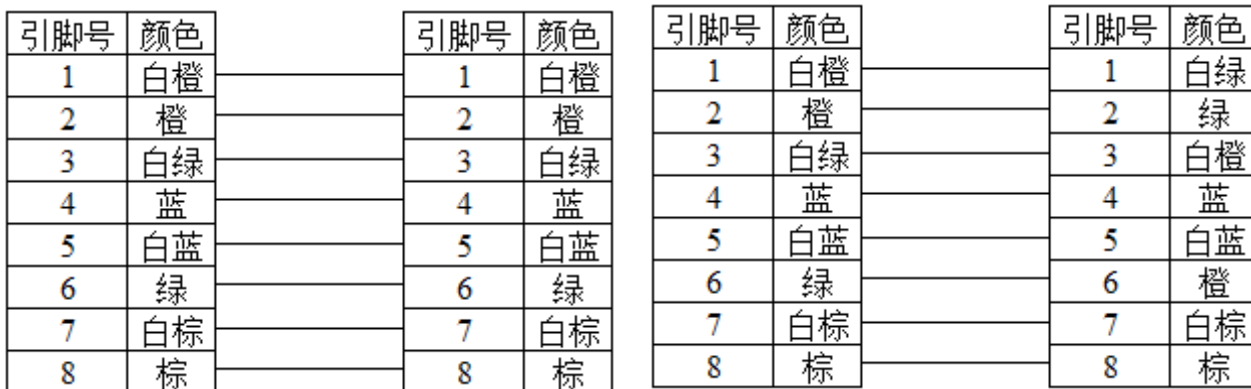 引脚号 颜色 引脚号 颜色 引脚号 颜色 引脚号 颜色
1 白橙 1 白橙 1 白橙 1 白绿
2 橙 2 橙 2 橙 2 绿
3 白绿 3 白绿 3 白绿 3 白橙
4 蓝 4 蓝 4 蓝 4 蓝
5 白蓝 5 白蓝 5 白蓝 5 白蓝
6 绿 6 绿 6 绿 6 橙
7 白棕 7 白棕 7 白棕 7 白棕
8 棕 8 棕 8 棕 8 棕